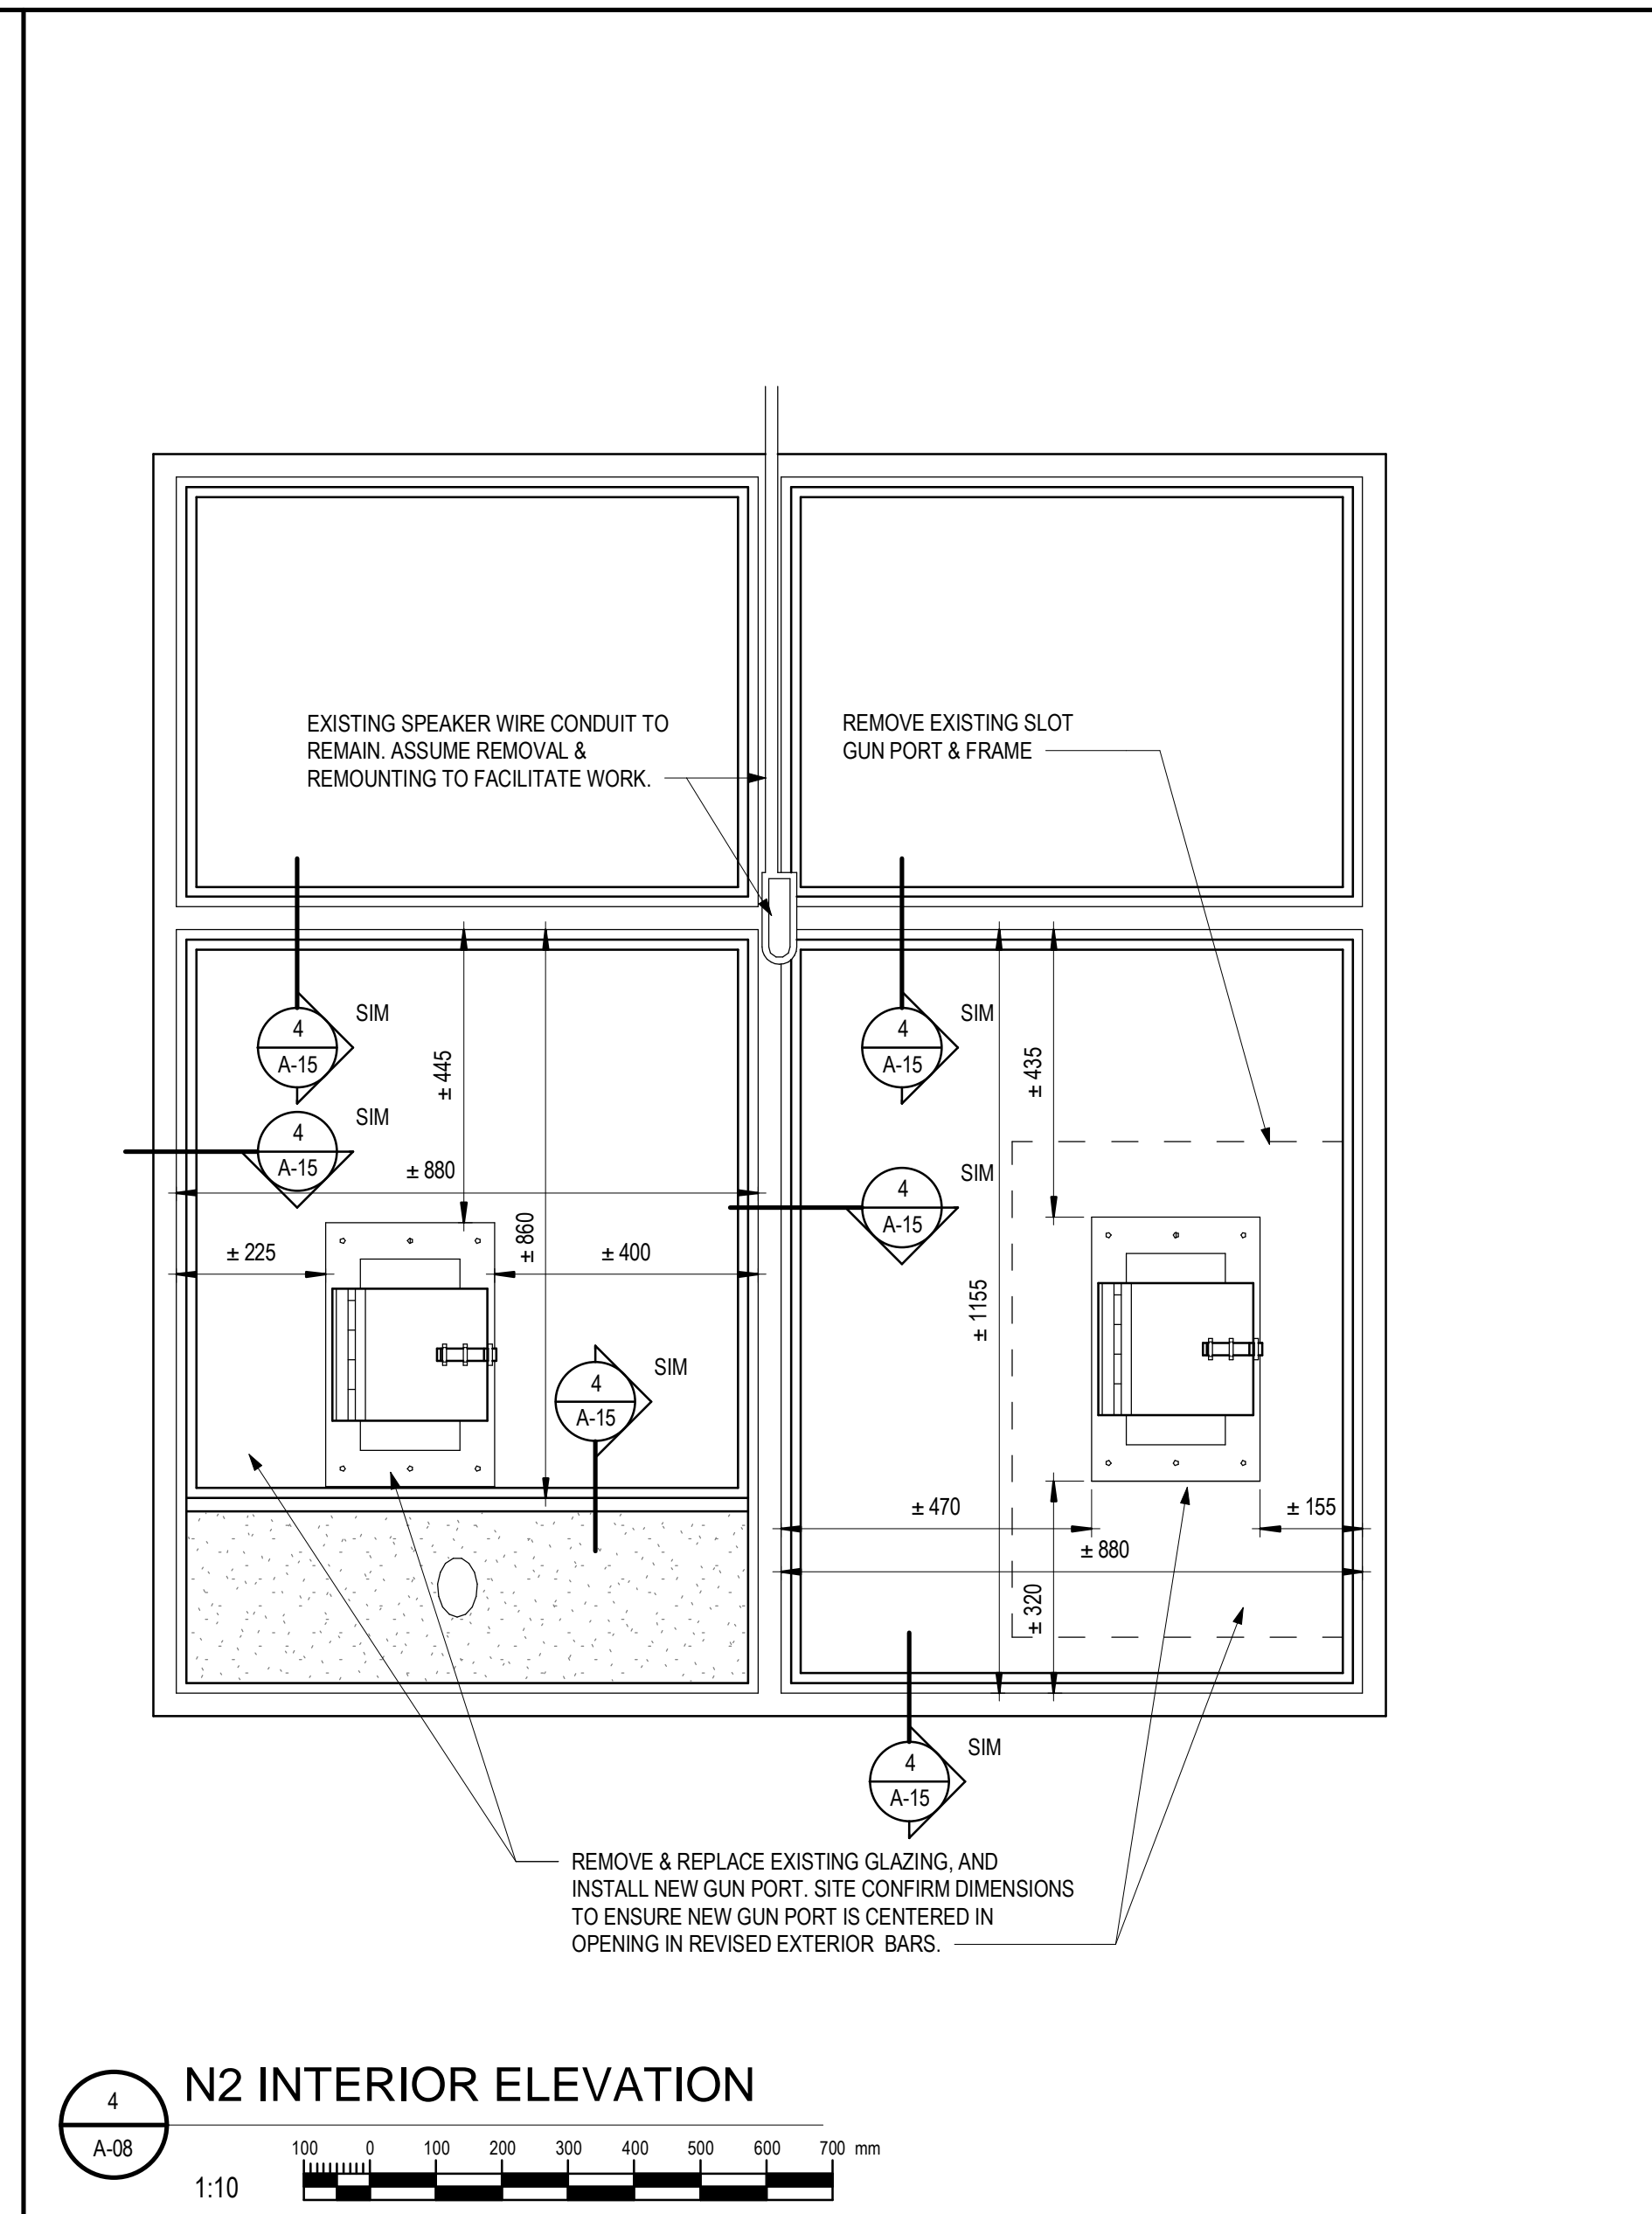 EXISTING SPEAKER WIRE CONDUIT TO
REMAIN. ASSUME REMOVAL &
REMOUNTING TO FACILITATE WORK.
REMOVE EXISTING SLOT
GUN PORT & FRAME
4
A-15
SIM
4
A-15
SIM
± 445
± 880
± 860
± 225
± 400
4
A-15
SIM
4
A-15
SIM
± 435
4
A-15
SIM
± 1155
± 470
± 155
± 880
± 320
4
A-15
SIM
REMOVE & REPLACE EXISTING GLAZING, AND
INSTALL NEW GUN PORT. SITE CONFIRM DIMENSIONS
TO ENSURE NEW GUN PORT IS CENTERED IN
OPENING IN REVISED EXTERIOR BARS.
4
A-08
N2 INTERIOR ELEVATION
1:10
100 0 100 200 300 400 500 600 700 mm